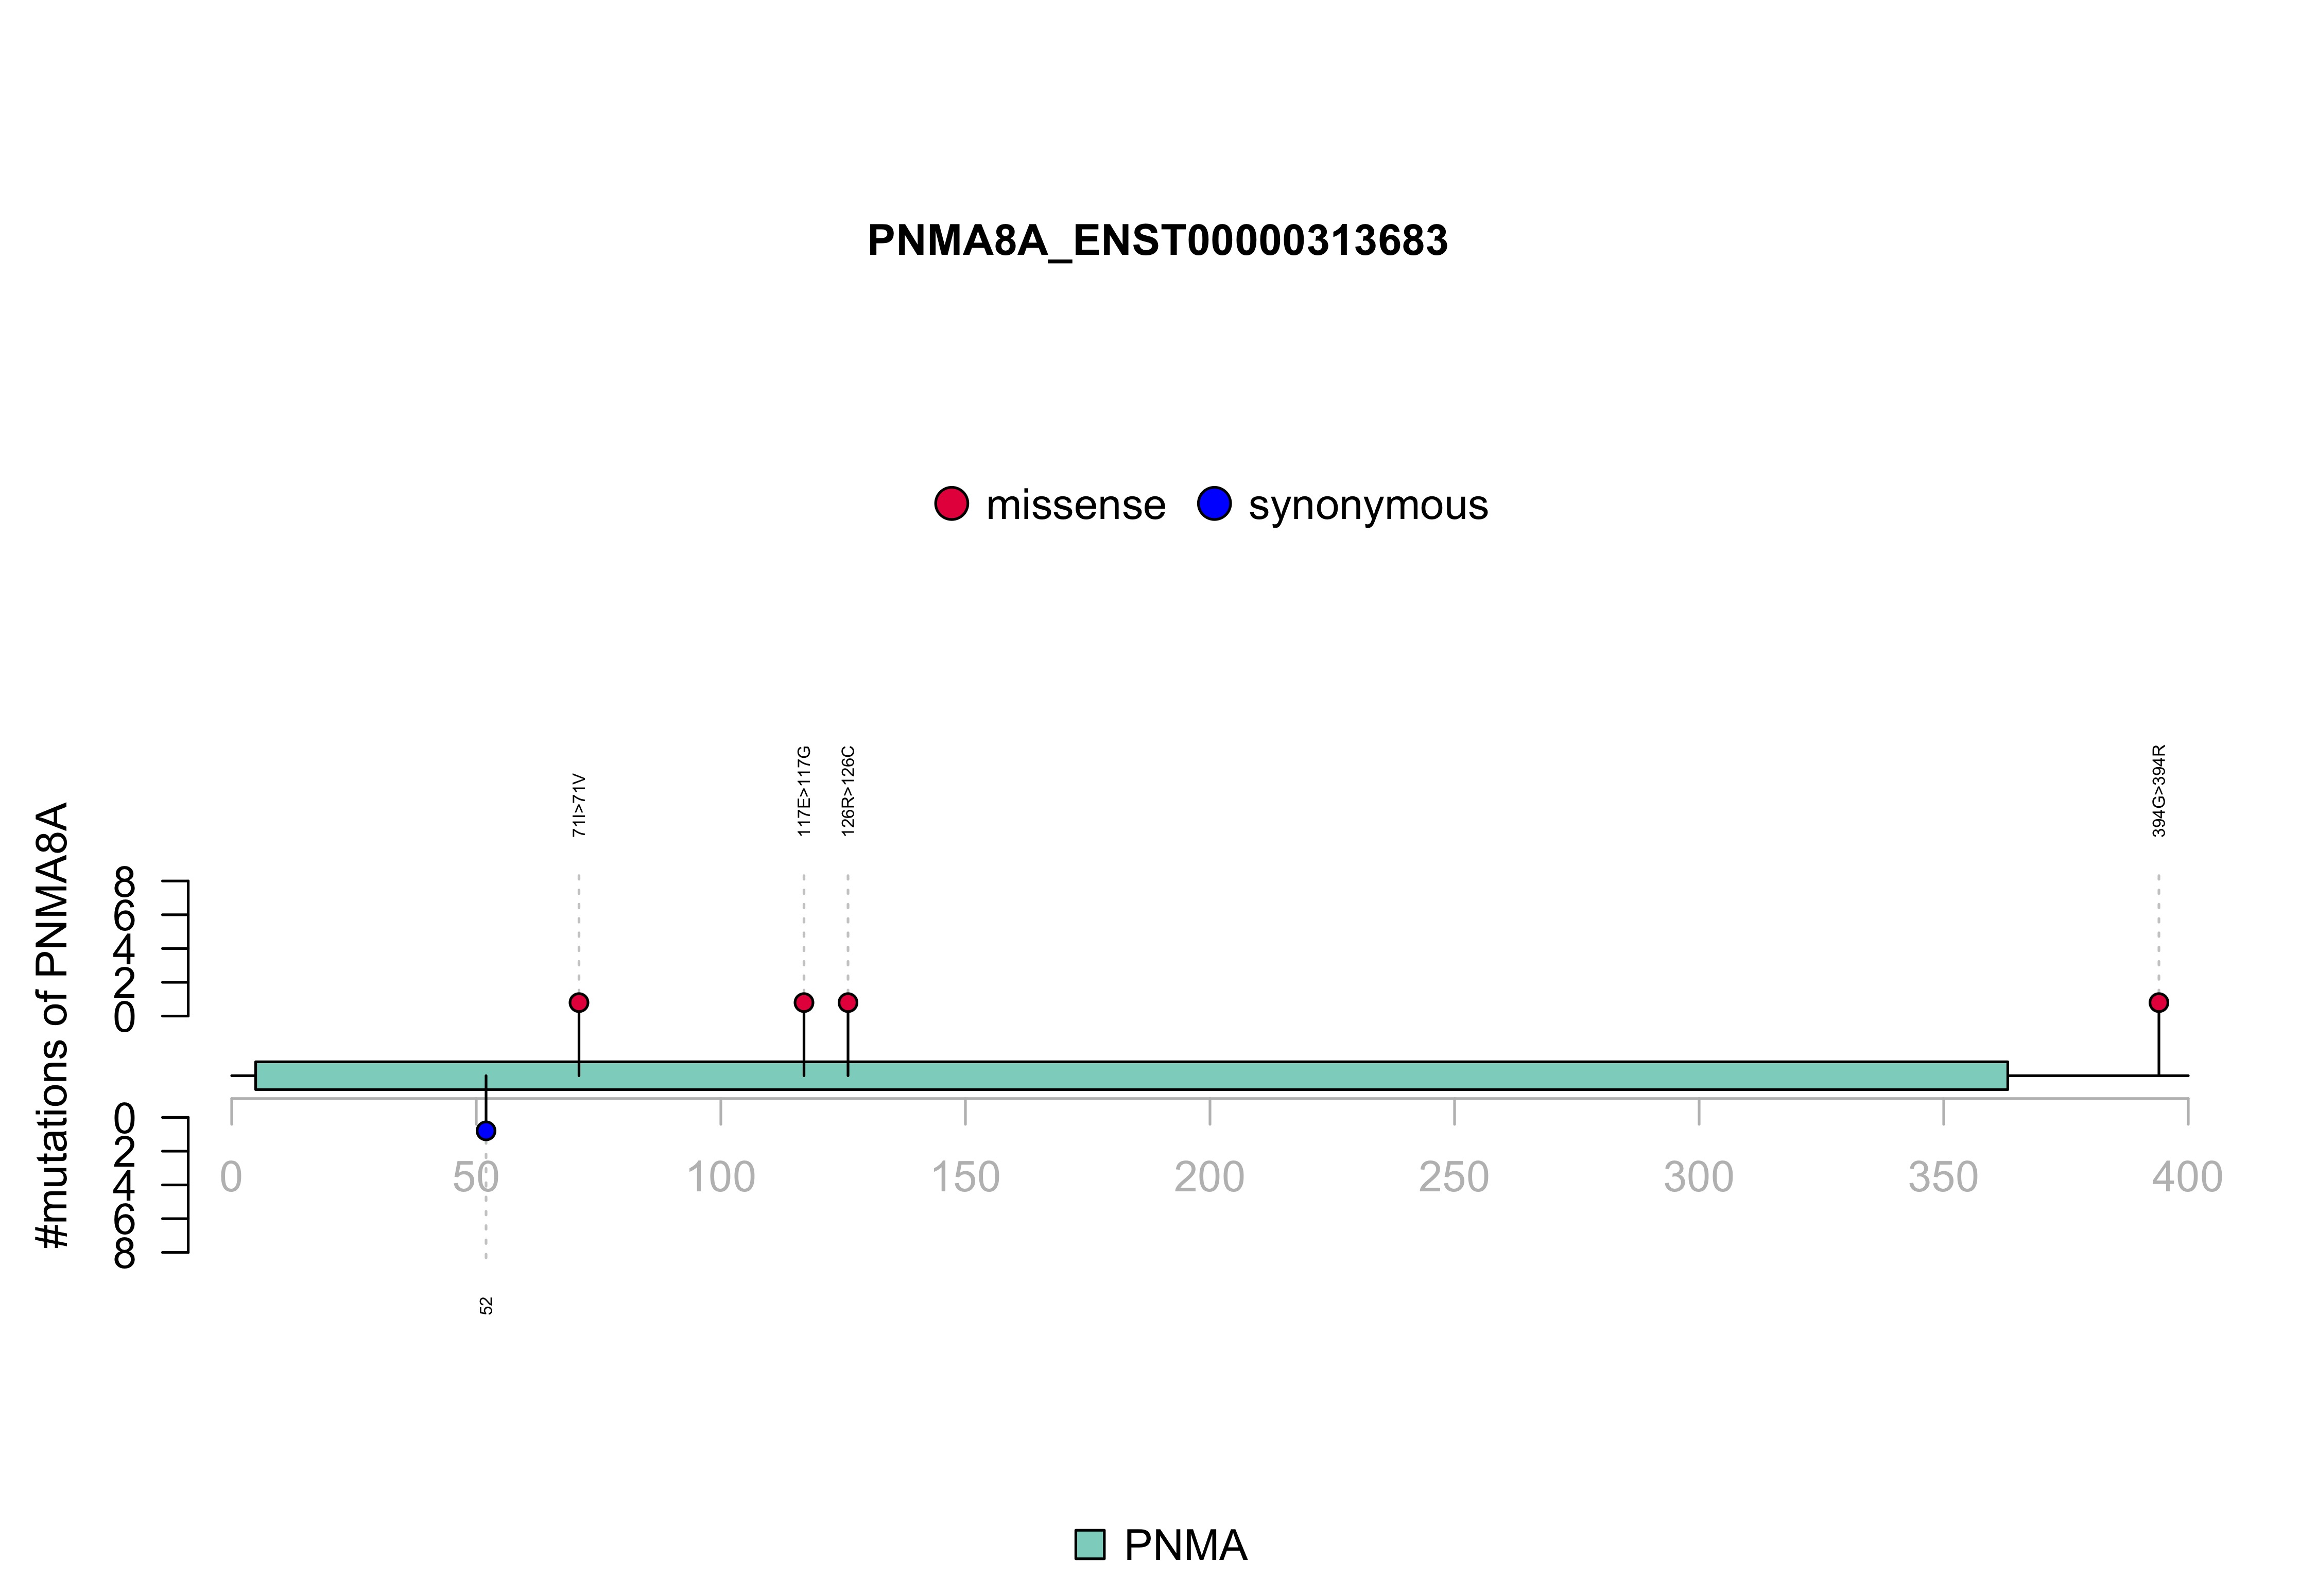 PNMA8A_ENST00000313683
missense
synonymous
71I>71V
117E>117G
126R>126C
394G>394R
#mutations of PNMA8A
8
6
4
2
0
0
2
4
6
8
0
50
100
150
200
250
300
350
400
52
PNMA